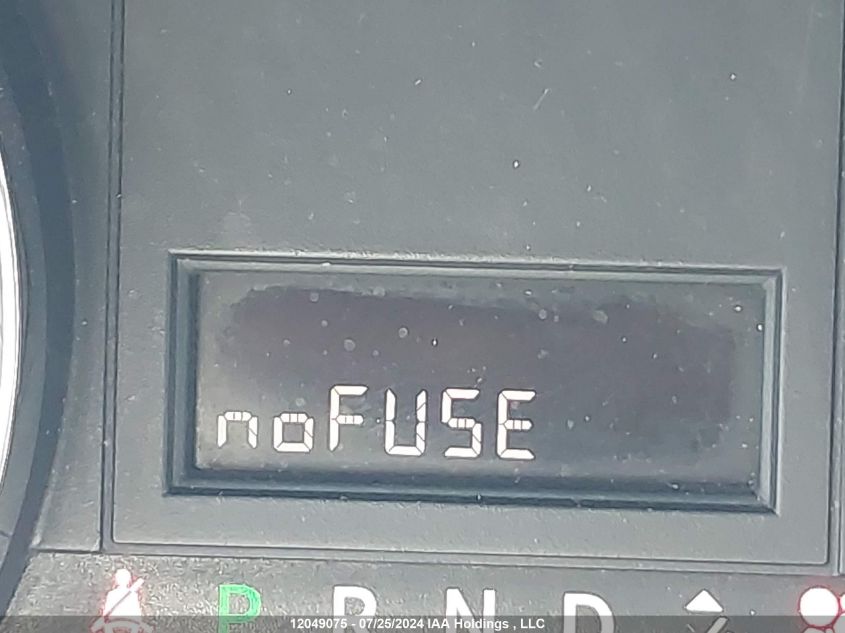 noFUSE
P R N D
12049075 - 07/25/2024 IAA Holdings , LLC